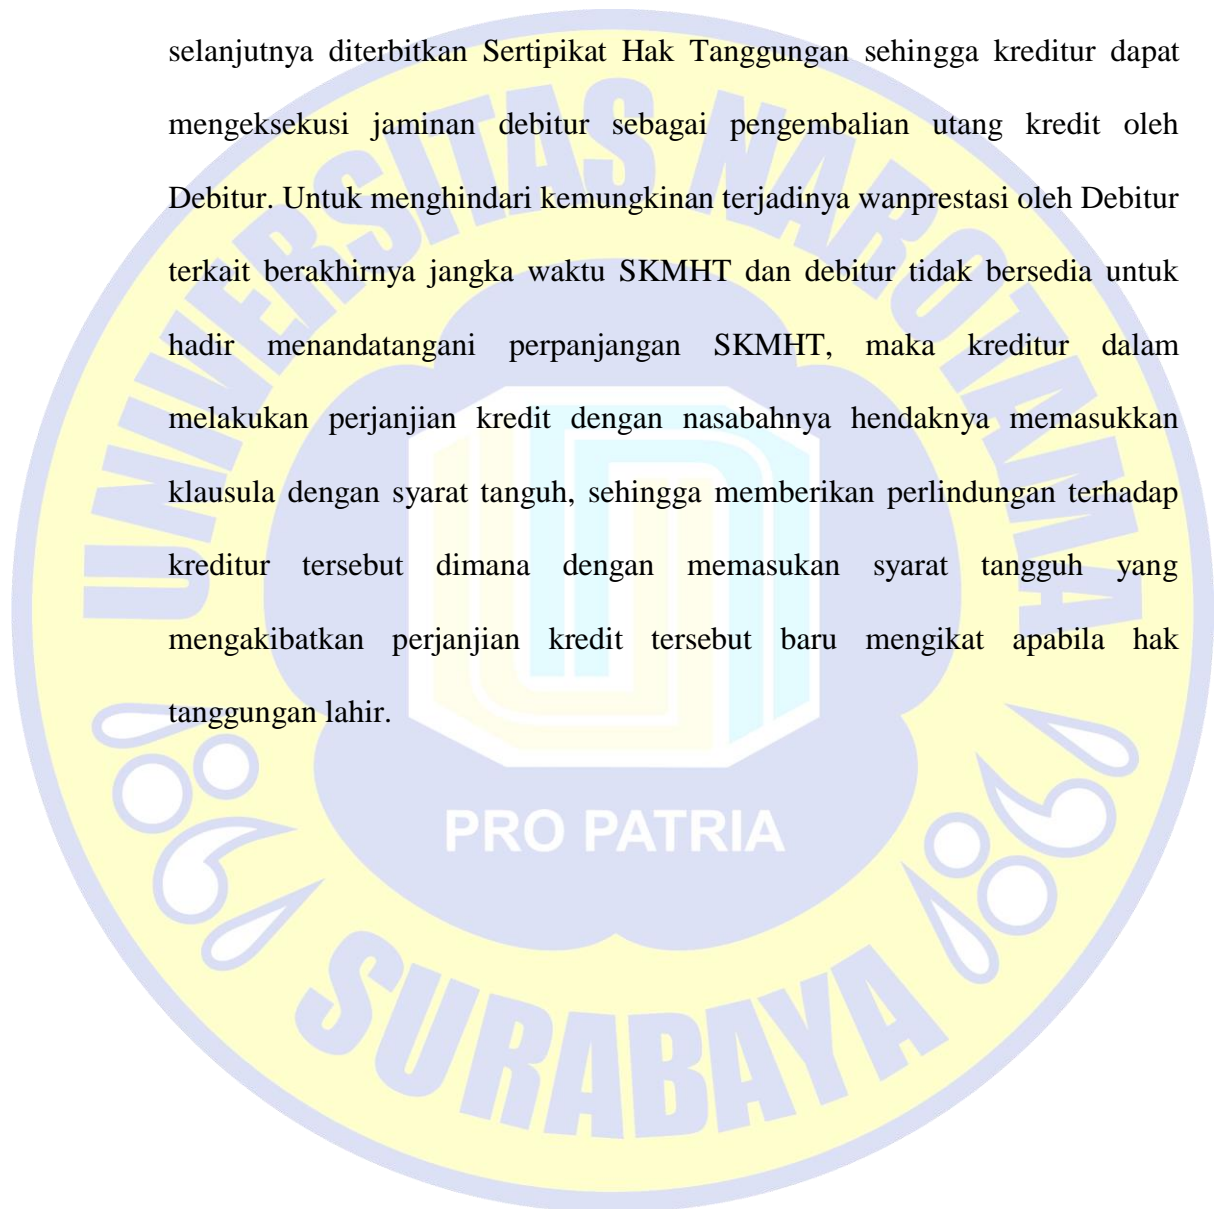 selanjutnya diterbitkan Sertipikat Hak Tanggungan sehingga kreditur dapat
mengeksekusi jaminan debitur sebagai pengembalian utang kredit oleh
Debitur. Untuk menghindari kemungkinan terjadinya wanprestasi oleh Debitur
terkait berakhirnya jangka waktu SKMHT dan debitur tidak bersedia untuk
hadir menandatangani perpanjangan SKMHT, maka kreditur dalam
melakukan perjanjian kredit dengan nasabahnya hendaknya memasukkan
klausula dengan syarat tanguh, sehingga memberikan perlindungan terhadap
kreditur tersebut dimana dengan memasukan syarat tangguh yang
mengakibatkan perjanjian kredit tersebut baru mengikat apabila hak
tanggungan lahir.
UNIVERSITAS NAROTAMA
PRO PATRIA
SURABAYA